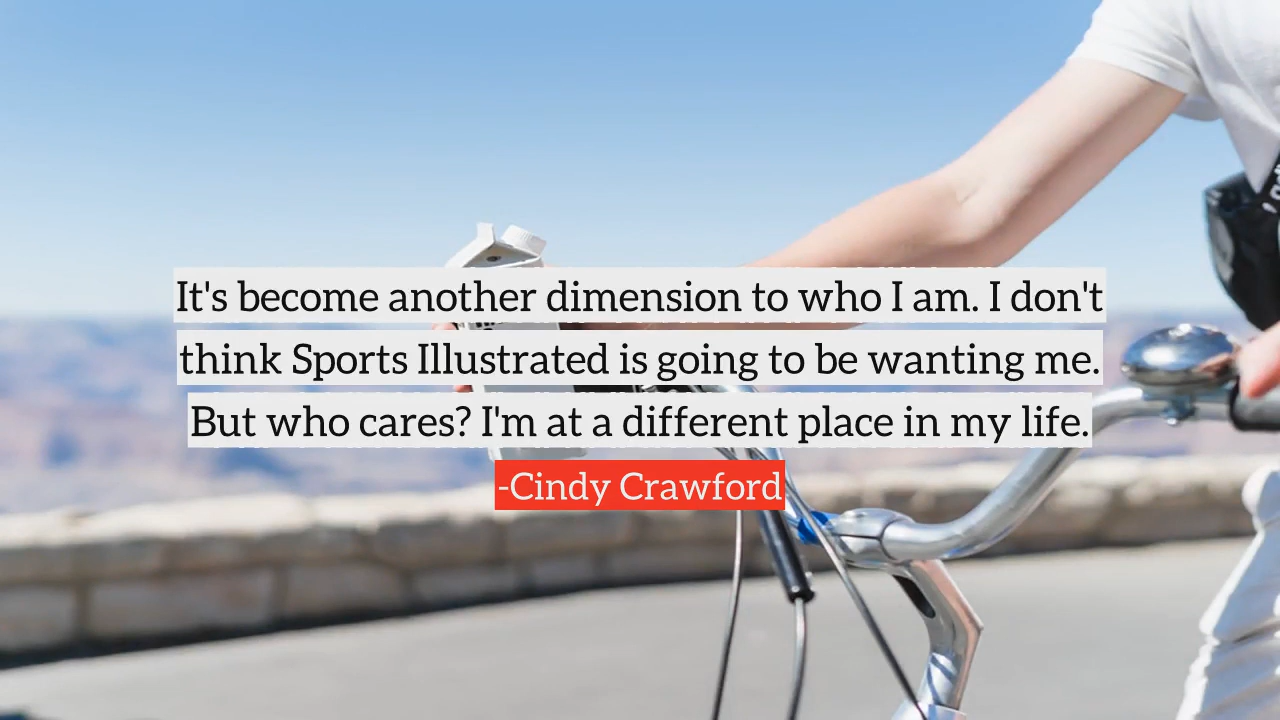 It's become another dimension to who I am. I don't
think Sports Illustrated is going to be wanting me.
But who cares? I'm at a different place in my life.
-Cindy Crawford